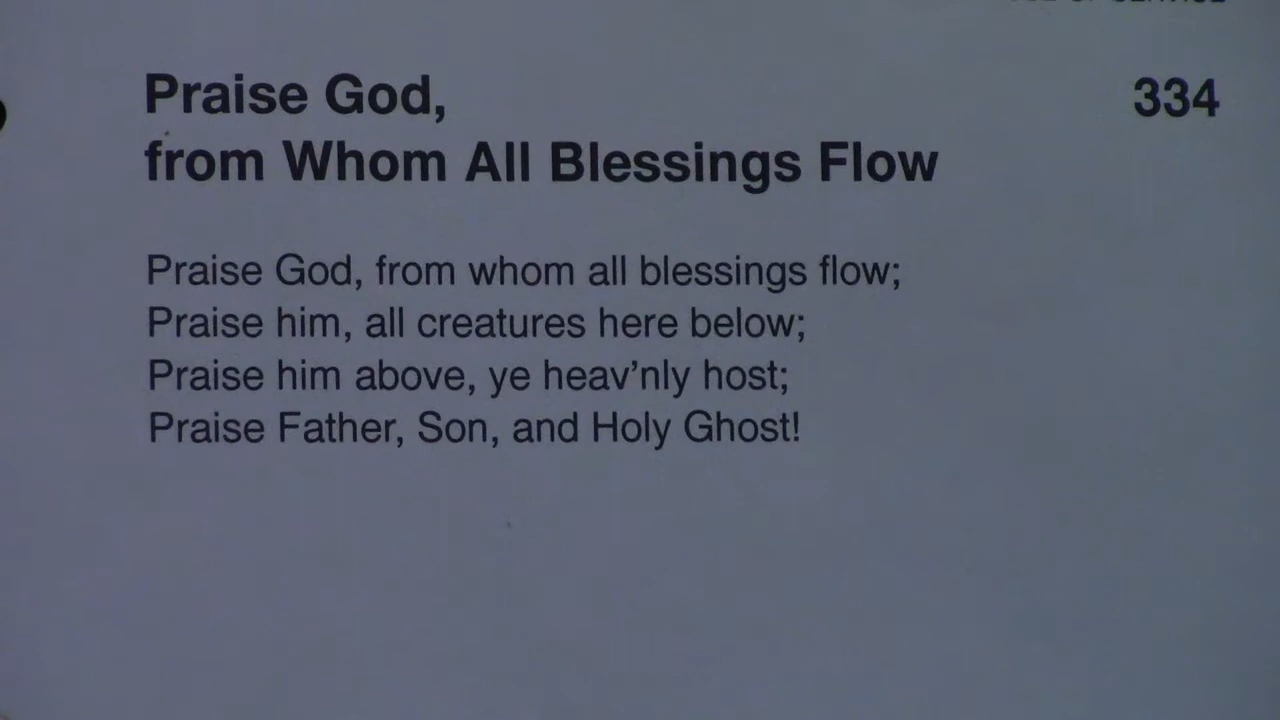 Praise God,
from Whom All Blessings Flow
334
Praise God, from whom all blessings flow;
Praise him, all creatures here below;
Praise him above, ye heav’nly host;
Praise Father, Son, and Holy Ghost!